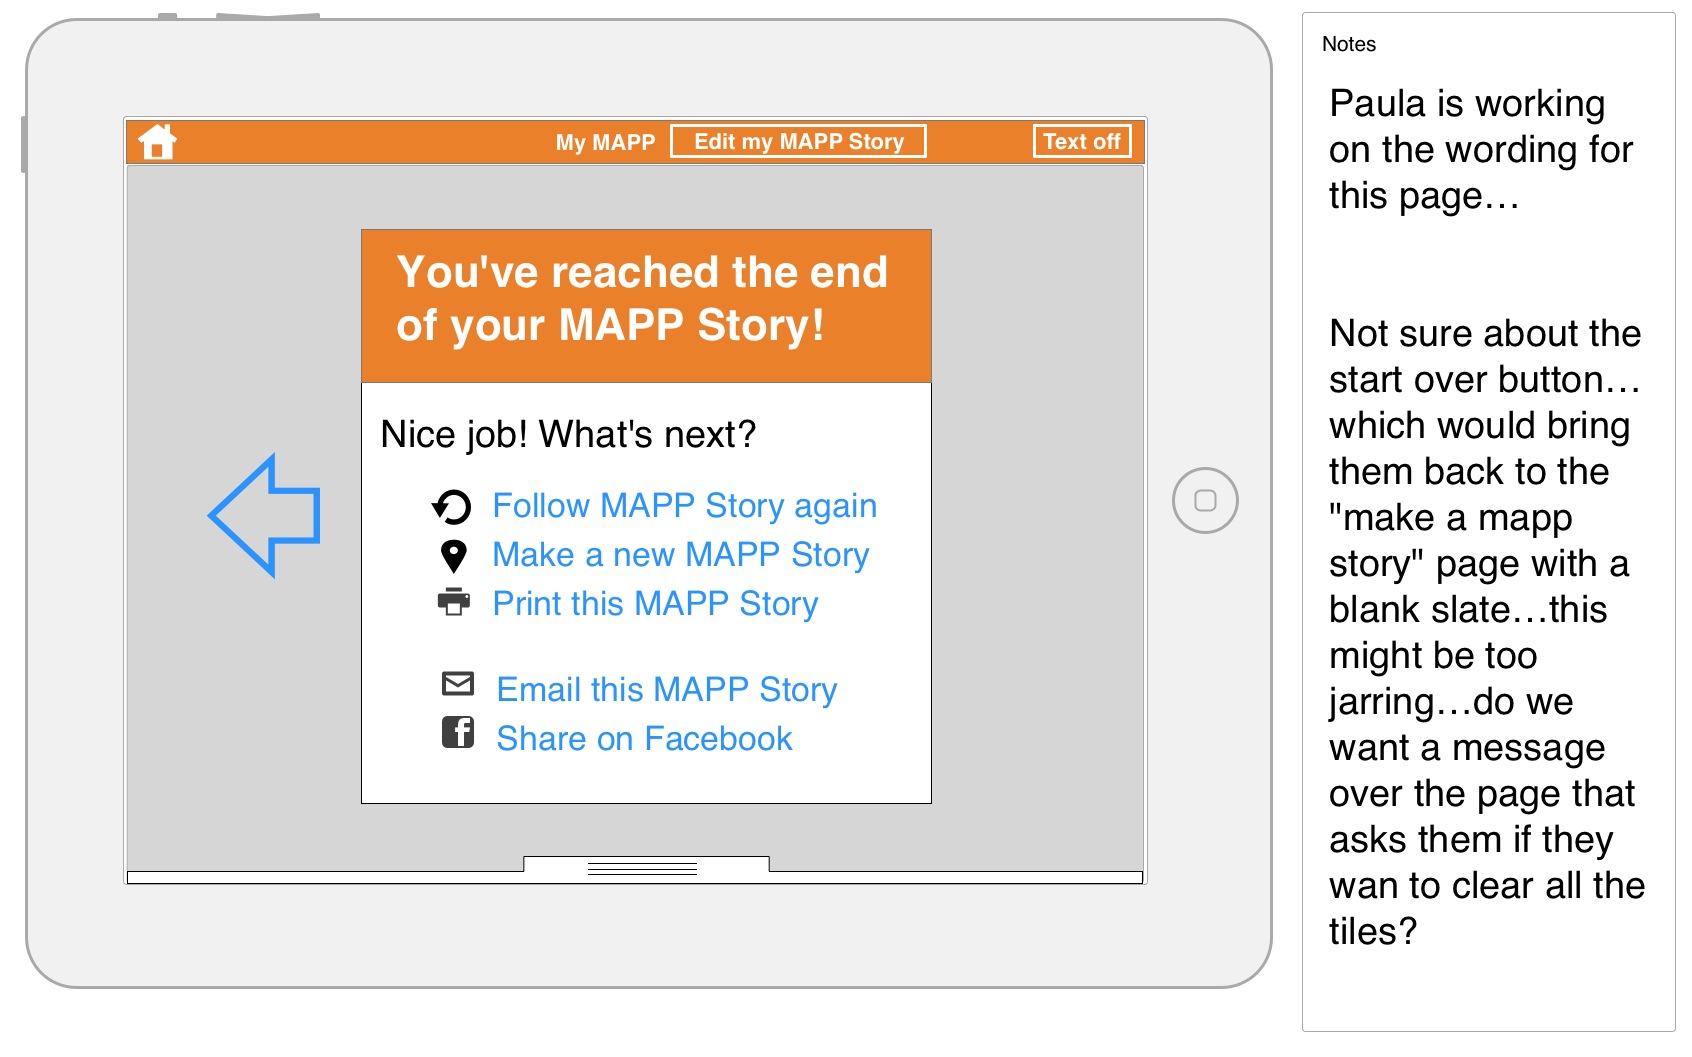 My MAPP
Edit my MAPP Story
Text off
You've reached the end
of your MAPP Story!
Nice job! What's next?
Follow MAPP Story again
Make a new MAPP Story
Print this MAPP Story
Email this MAPP Story
Share on Facebook
Notes
Paula is working
on the wording for
this page…
Not sure about the
start over button…
which would bring
them back to the
"make a mapp
story" page with a
blank slate…this
might be too
jarring…do we
want a message
over the page that
asks them if they
wan to clear all the
tiles?